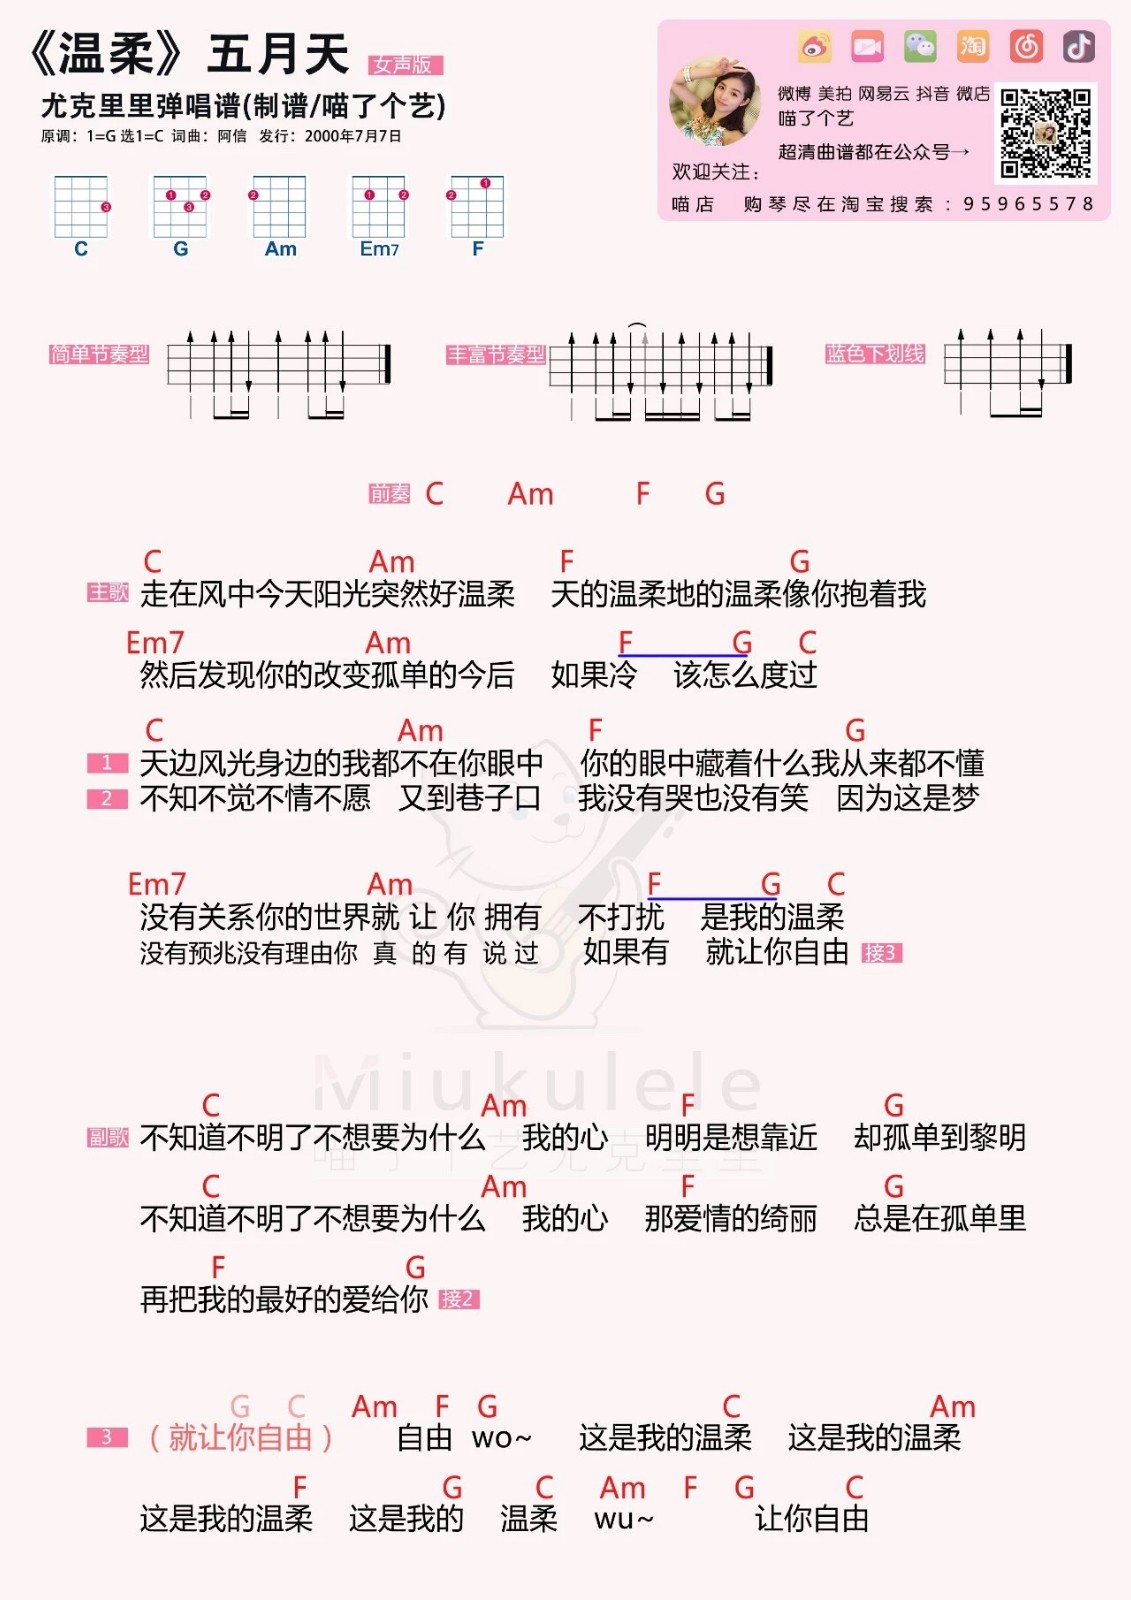 《温柔》五月天 女声版
尤克里里弹唱谱(制谱/喵了个艺)
原调：1=G 选1=C 词曲：阿信 发行：2000年7月7日
微博 美拍 网易云 抖音 微店
喵了个艺
超清曲谱都在公众号→
欢迎关注：
喵店 购琴尽在淘宝搜索：95965578
淘
3 1 2 3 2 1 2 2 1
C G Am Em7 F
简单节奏型 丰富节奏型 蓝色下划线
前奏 C Am F G
C Am F G
主歌 走在风中今天阳光突然好温柔 天的温柔地的温柔像你抱着我
Em7 Am F G C
然后发现你的改变孤单的今后 如果冷 该怎么度过
C Am F G
1 天边风光身边的我都不在你眼中 你的眼中藏着什么我从来都不懂
2 不知不觉不情不愿 又到巷子口 我没有哭也没有笑 因为这是梦
Em7 Am F G C
没有关系你的世界就让你拥有 不打扰 是我的温柔
没有预兆没有理由你真的有说过 如果有 就让你自由 接3
Miukulele
喵了个艺尤克里里
C Am F G
副歌 不知道不明了不想要为什么 我的心 明明是想靠近 却孤单到黎明
C Am F G
不知道不明了不想要为什么 我的心 那爱情的绮丽 总是在孤单里
F G
再把我的最好的爱给你 接2
G C Am F G C Am
3 （就让你自由） 自由 wo~ 这是我的温柔 这是我的温柔
F G C Am F G C
这是我的温柔 这是我的 温柔 wu~ 让你自由